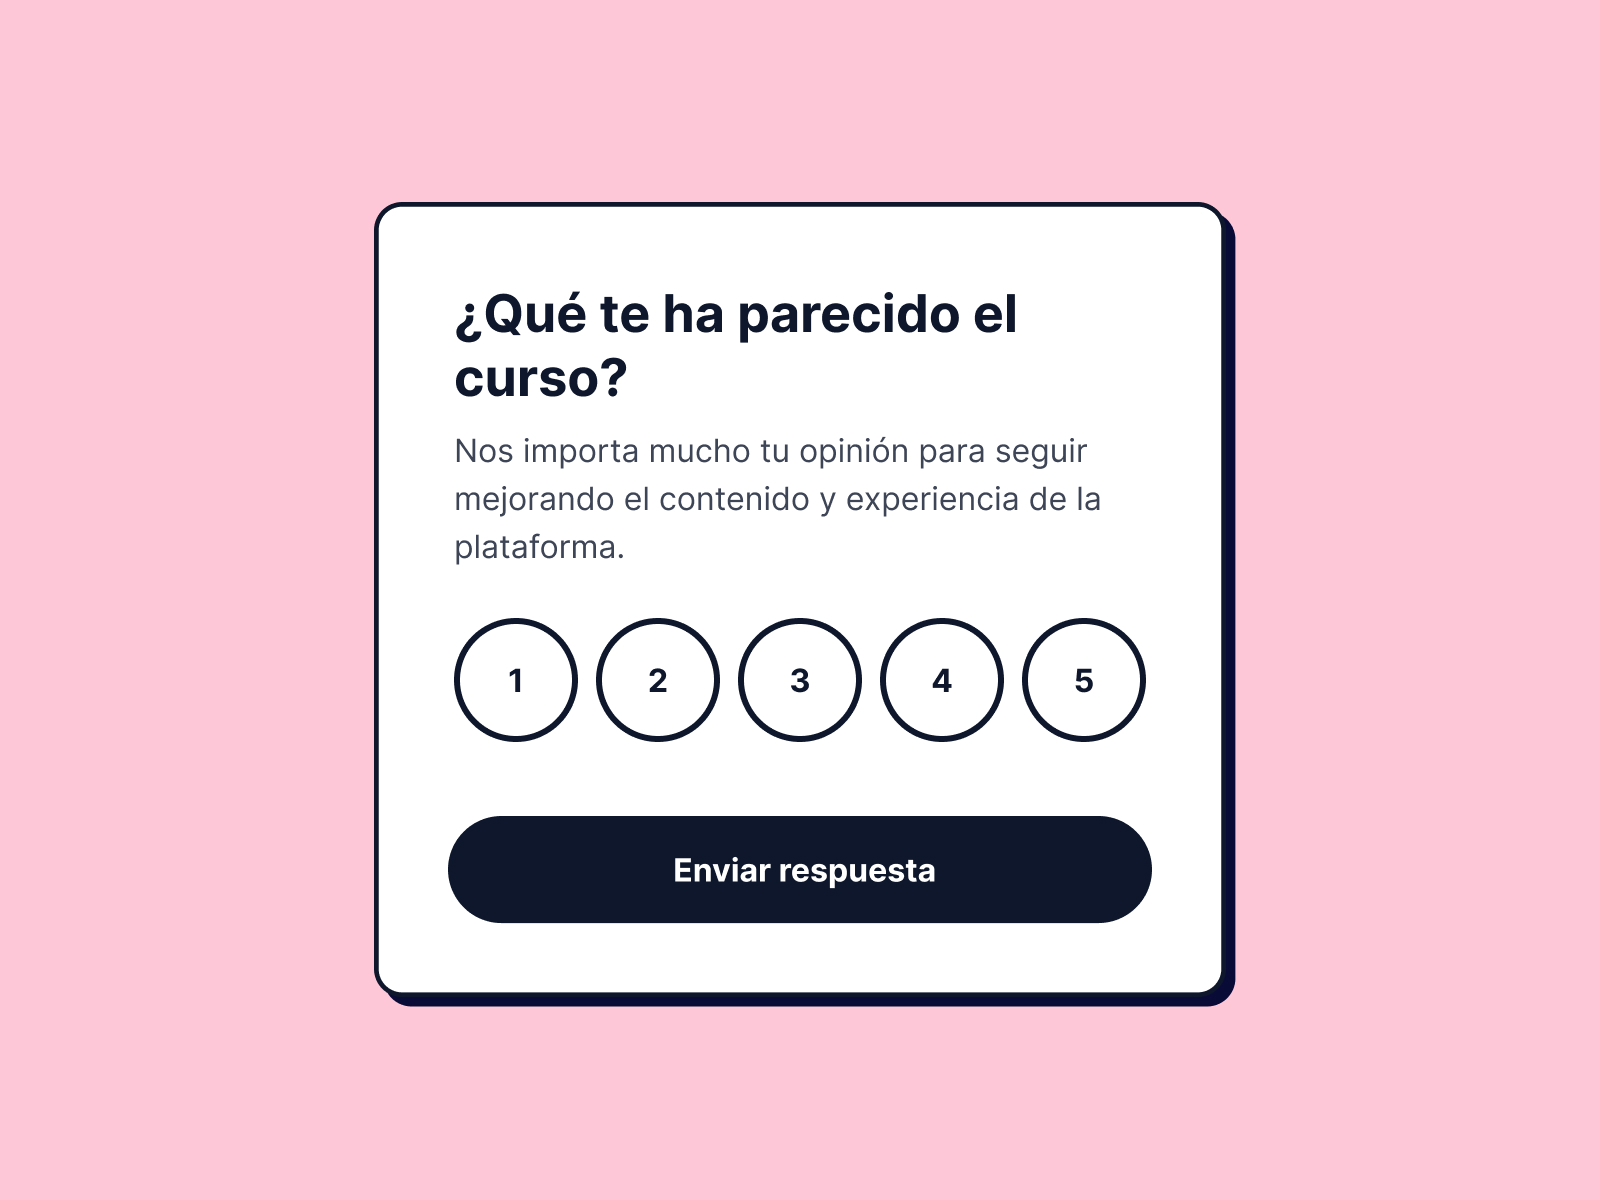 ¿Qué te ha parecido el
curso?
Nos importa mucho tu opinión para seguir
mejorando el contenido y experiencia de la
plataforma.
1 2 3 4 5
Enviar respuesta